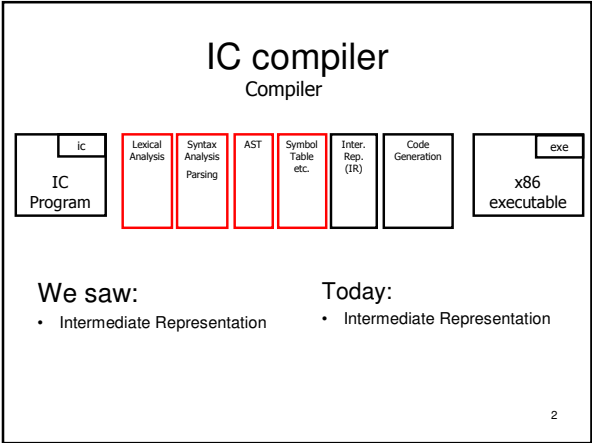 IC compiler
Compiler
ic
IC
Program
Lexical
Analysis
Syntax
Analysis
Parsing
AST
Symbol
Table
etc.
Inter.
Rep.
(IR)
Code
Generation
exe
x86
executable
We saw:
• Intermediate Representation
Today:
• Intermediate Representation
2